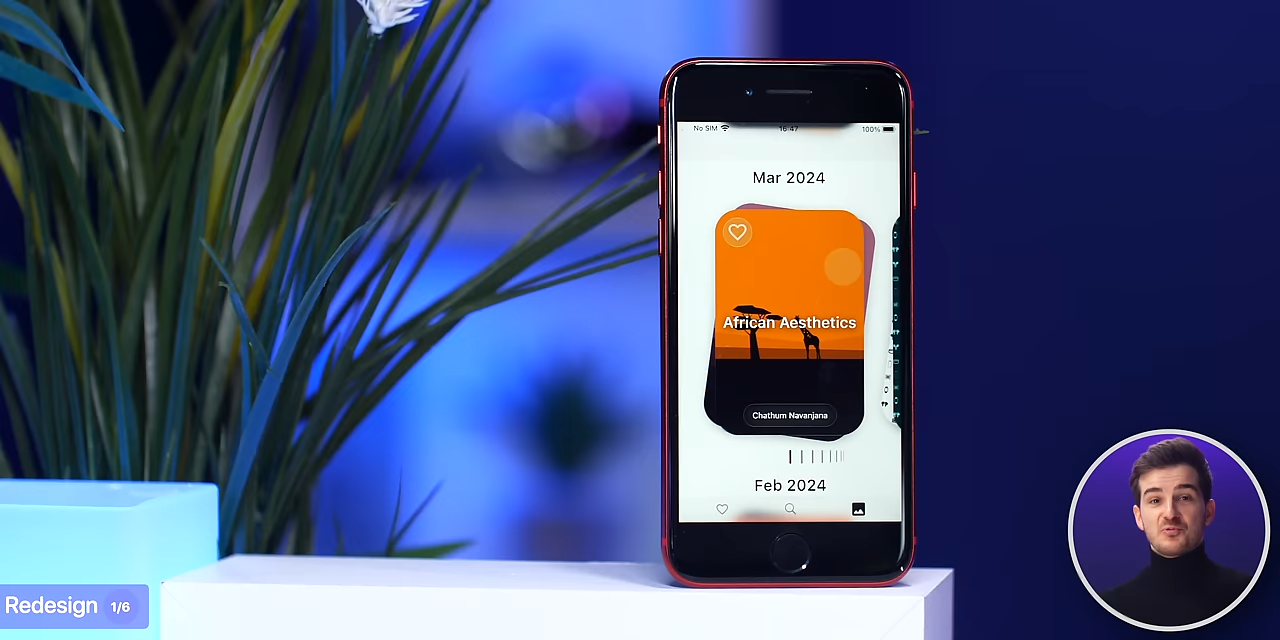 No SIM 16:47 100%
Mar 2024
African Aesthetics
Chathum Navanjana
Feb 2024
Redesign 1/6